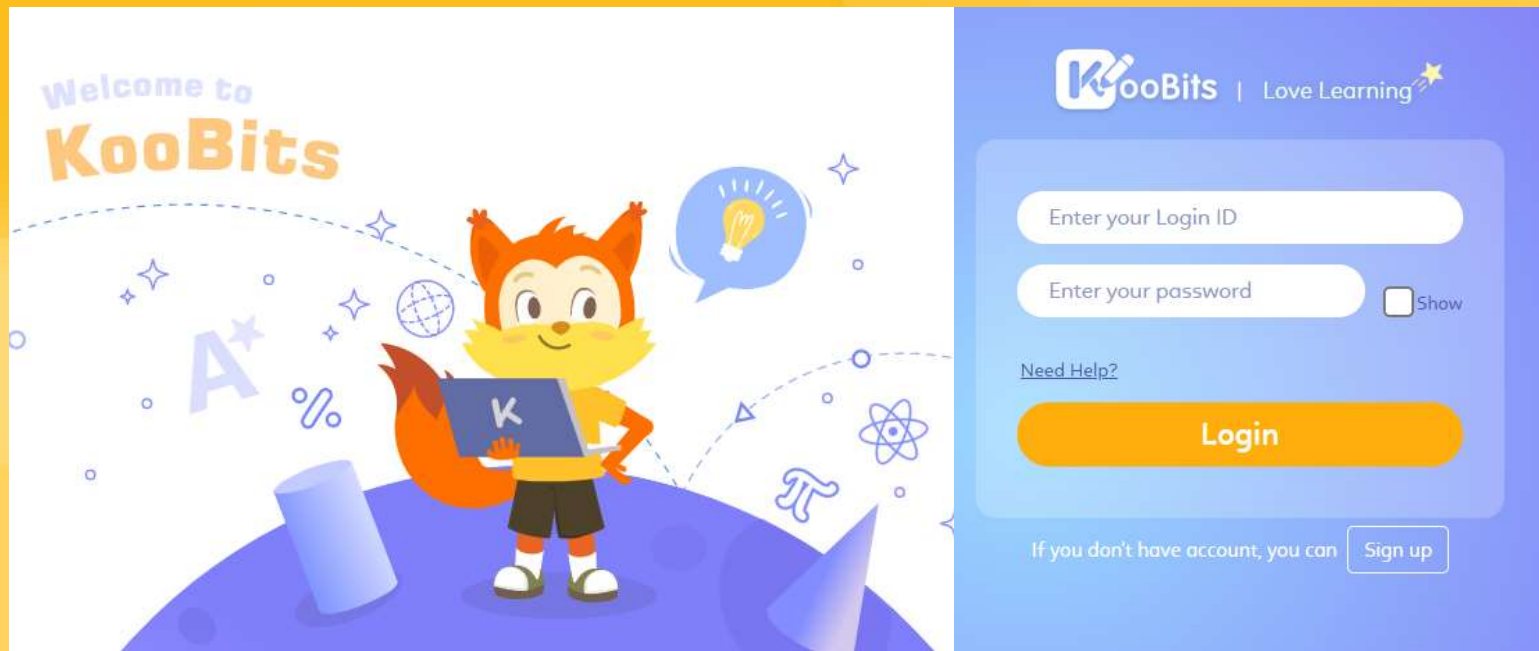 Welcome to
KooBits
A
%
K
π
KooBits | Love Learning
Enter your Login ID
Enter your password
Show
Need Help?
Login
If you don't have account, you can Sign up